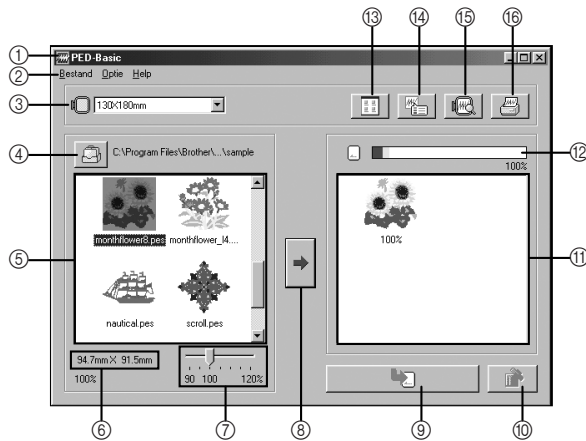 ⑬ ⑭ ⑮ ⑯
① PED-Basic
② Bestand Optie Help
③ 130X180mm
④ C:\Program Files\Brother\...\sample
⑫
100%
⑤
monthflower8.pes monthflower_l4....
nautical.pes scroll.pes
100%
⑪
94.7mm X 91.5mm
100%
90 100 120%
⑥ ⑦ ⑧ ⑨ ⑩